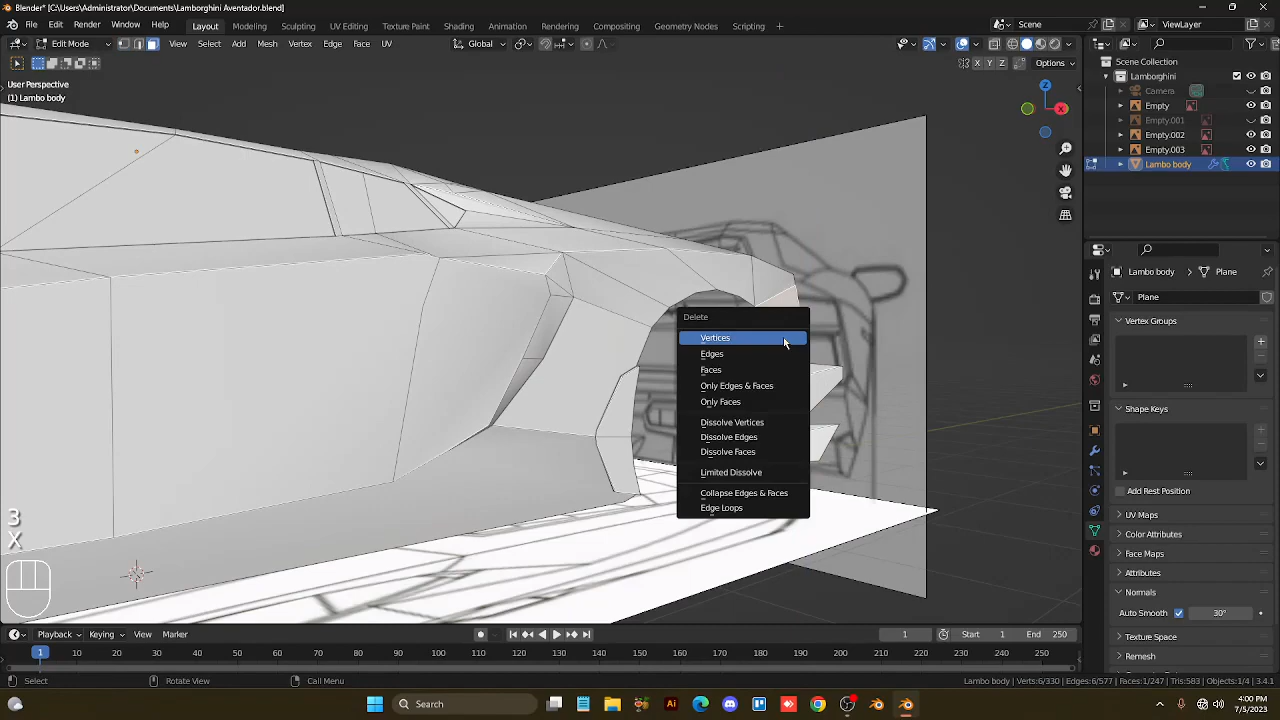 Blender* [C:\Users\Administrator\Documents\Lamborghini Aventador.blend]
File Edit Render Window Help Layout Modeling Sculpting UV Editing Texture Paint Shading Animation Rendering Compositing Geometry Nodes Scripting + Scene ViewLayer
Edit Mode View Select Add Mesh Vertex Edge Face UV Global
X Y Z Options
User Perspective
(1) Lambo body
Scene Collection
Lamborghini
Camera
Empty
Empty.001
Empty.002
Empty.003
Lambo body
Z
X
Delete
Vertices
Edges
Faces
Only Edges & Faces
Only Faces
Dissolve Vertices
Dissolve Edges
Dissolve Faces
Limited Dissolve
Collapse Edges & Faces
Edge Loops
3
X
Lambo body Plane
Plane
Vertex Groups
Shape Keys
Add Rest Position
UV Maps
Color Attributes
Face Maps
Attributes
Normals
Auto Smooth 30°
Texture Space
Remesh
Playback Keying View Marker 1 Start 1 End 250
1 10 20 30 40 50 60 70 80 90 100 110 120 130 140 150 160 170 180 190 200 210 220 230 240 250
Select Rotate View Call Menu Lambo body | Verts:6/330 | Edges:6/577 | Faces:1/247 | Tris:583 | Objects:1/4 | 3.4.1
Search Ai 4:00 PM
7/5/2023